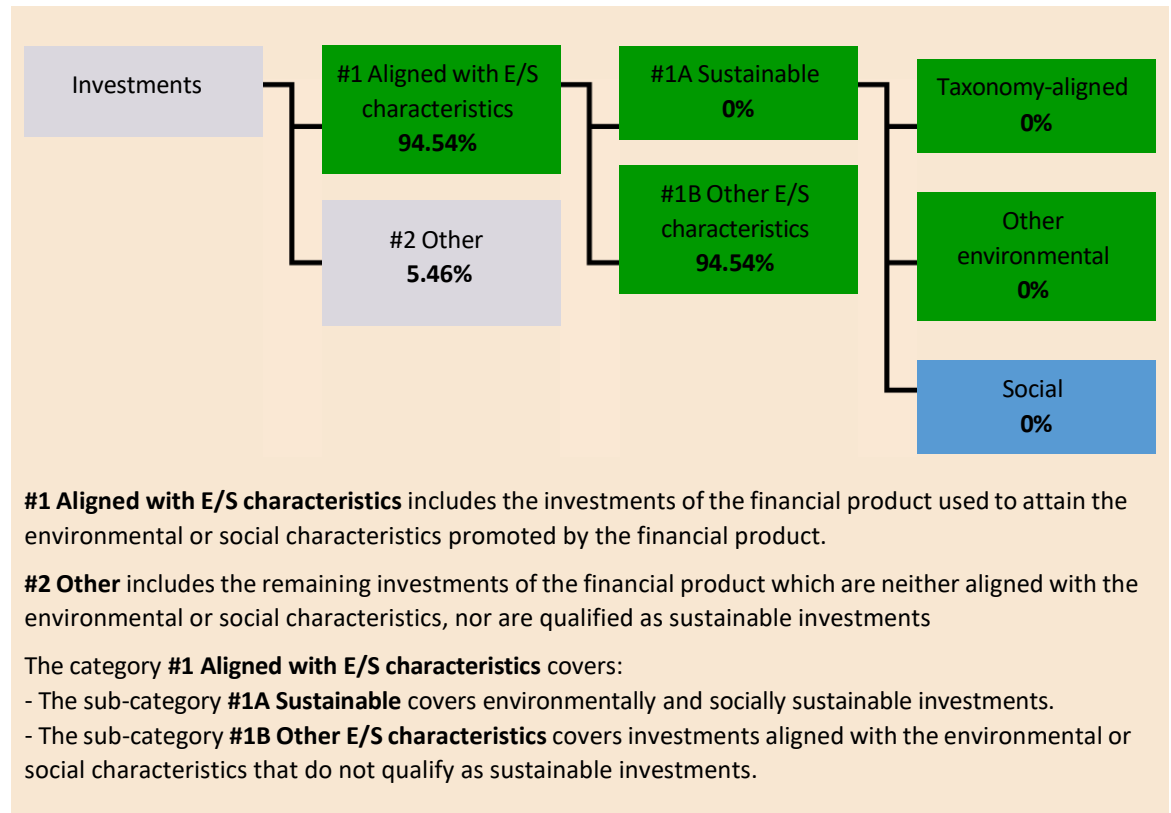 Investments
#1 Aligned with E/S
characteristics
94.54%
#2 Other
5.46%
#1A Sustainable
0%
#1B Other E/S
characteristics
94.54%
Taxonomy-aligned
0%
Other
environmental
0%
Social
0%
#1 Aligned with E/S characteristics includes the investments of the financial product used to attain the
environmental or social characteristics promoted by the financial product.
#2 Other includes the remaining investments of the financial product which are neither aligned with the
environmental or social characteristics, nor are qualified as sustainable investments
The category #1 Aligned with E/S characteristics covers:
- The sub-category #1A Sustainable covers environmentally and socially sustainable investments.
- The sub-category #1B Other E/S characteristics covers investments aligned with the environmental or
social characteristics that do not qualify as sustainable investments.